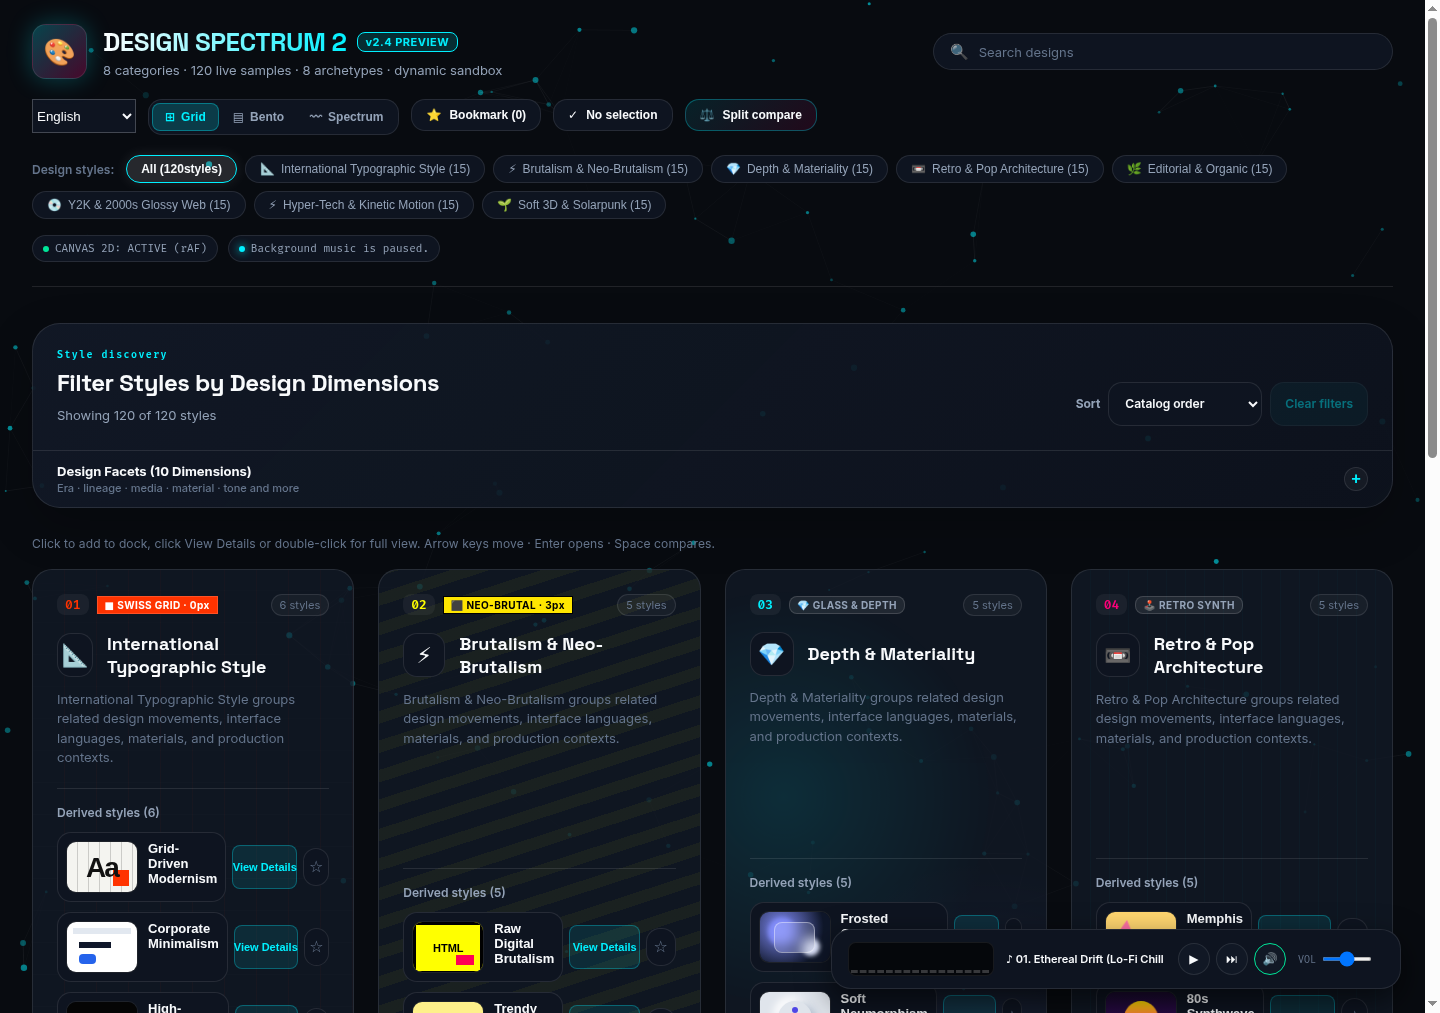 DESIGN SPECTRUM 2 v2.4 PREVIEW
8 categories · 120 live samples · 8 archetypes · dynamic sandbox
Search designs
English
Grid
Bento
Spectrum
Bookmark (0)
No selection
Split compare
Design styles:
All (120styles)
International Typographic Style (15)
Brutalism & Neo-Brutalism (15)
Depth & Materiality (15)
Retro & Pop Architecture (15)
Editorial & Organic (15)
Y2K & 2000s Glossy Web (15)
Hyper-Tech & Kinetic Motion (15)
Soft 3D & Solarpunk (15)
CANVAS 2D: ACTIVE (rAF)
Background music is paused.
Style discovery
Filter Styles by Design Dimensions
Showing 120 of 120 styles
Sort
Catalog order
Clear filters
Design Facets (10 Dimensions)
Era · lineage · media · material · tone and more
+
Click to add to dock, click View Details or double-click for full view. Arrow keys move · Enter opens · Space compares.
01 SWISS GRID · 0px 6 styles
International
Typographic Style
International Typographic Style groups
related design movements, interface
languages, materials, and production
contexts.
Derived styles (6)
Aa
Grid-
Driven
Modernism
View Details
Corporate
Minimalism
View Details
High-
02 NEO-BRUTAL · 3px 5 styles
Brutalism & Neo-
Brutalism
Brutalism & Neo-Brutalism groups related
design movements, interface languages,
materials, and production contexts.
Derived styles (5)
HTML
Raw
Digital
Brutalism
View Details
Trendy
03 GLASS & DEPTH 5 styles
Depth & Materiality
Depth & Materiality groups related design
movements, interface languages, materials,
and production contexts.
Derived styles (5)
Frosted
Soft
Neumorphism
04 RETRO SYNTH 5 styles
Retro & Pop
Architecture
Retro & Pop Architecture groups related
design movements, interface languages,
materials, and production contexts.
Derived styles (5)
Memphis
80s
Synthwave
♪ 01. Ethereal Drift (Lo-Fi Chill
VOL